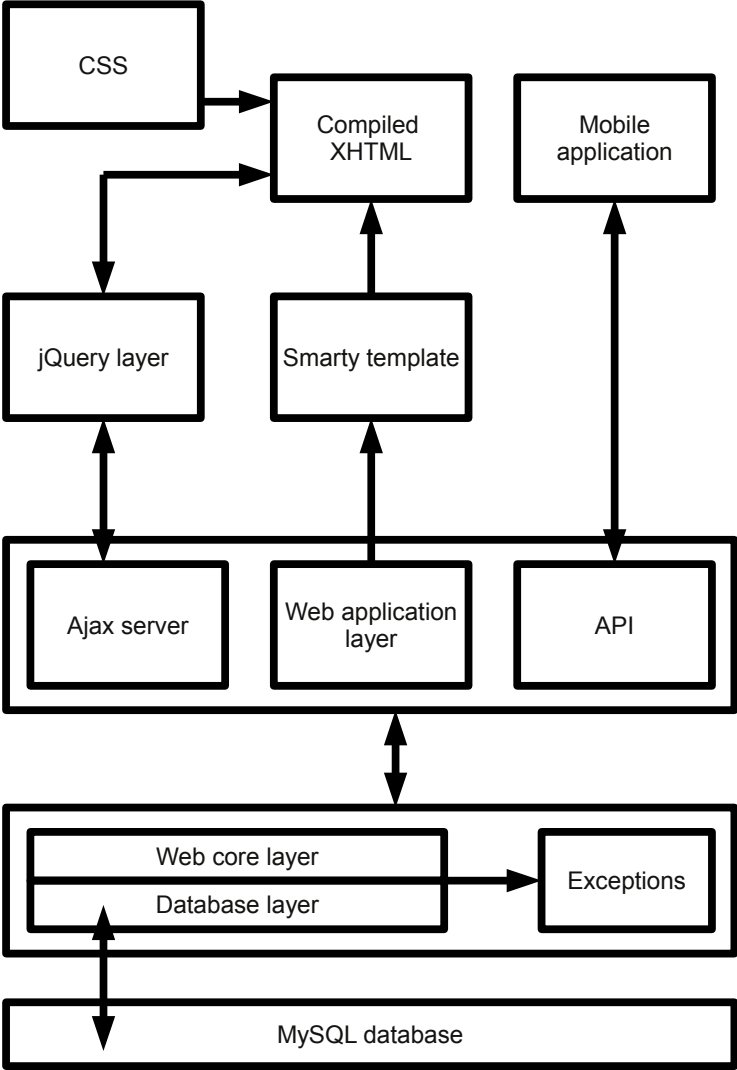 CSS
Compiled
XHTML
Mobile
application
jQuery layer
Smarty template
Ajax server
Web application
layer
API
Web core layer
Database layer
Exceptions
MySQL database